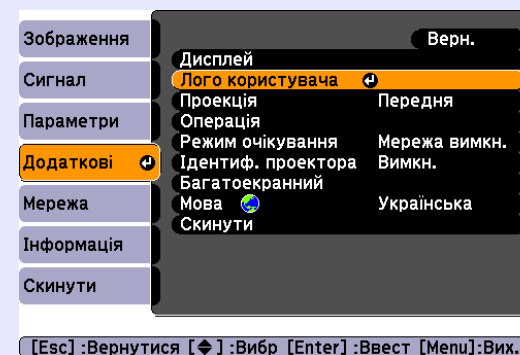 Зображення
Сигнал
Параметри
Додаткові
Мережа
Інформація
Скинути
Верн.
Дисплей
Лого користувача
Проекція Передня
Операція
Режим очікування Мережа вимкн.
Ідентиф. проектора Вимкн.
Багатоекранний
Мова Українська
Скинути
[Esc] :Вернутися [ ] :Вибр [Enter] :Ввест [Menu]:Вих.